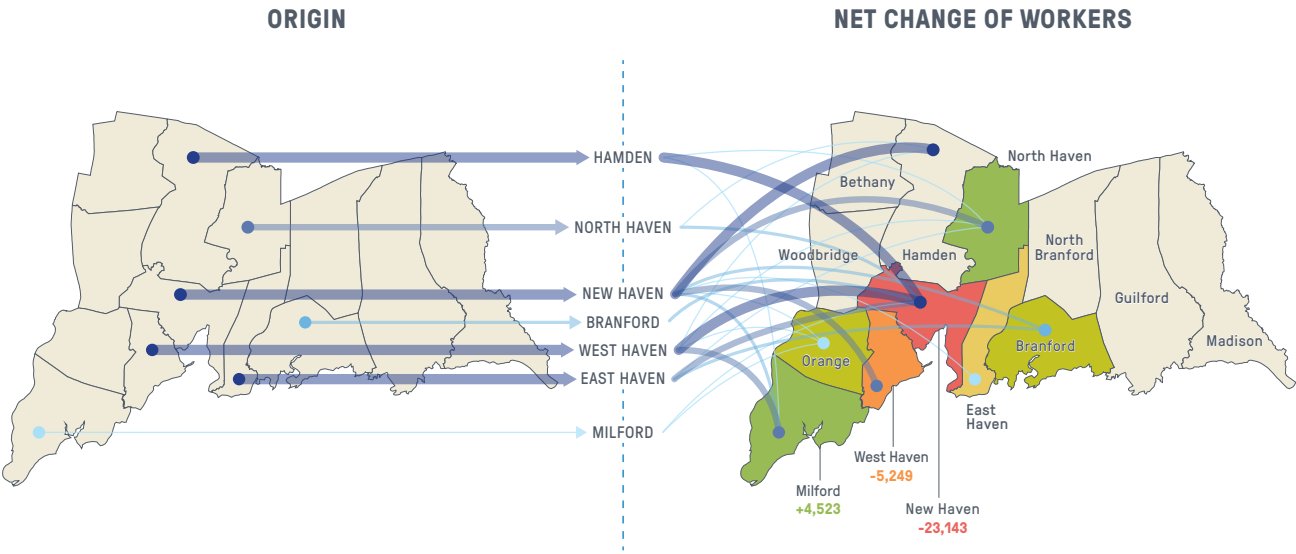 ORIGIN
NET CHANGE OF WORKERS
HAMDEN
NORTH HAVEN
NEW HAVEN
BRANFORD
WEST HAVEN
EAST HAVEN
MILFORD
North Haven
Bethany
Woodbridge
Hamden
North
Branford
Guilford
Madison
Orange
Branford
East
Haven
West Haven
-5,249
Milford
+4,523
New Haven
-23,143